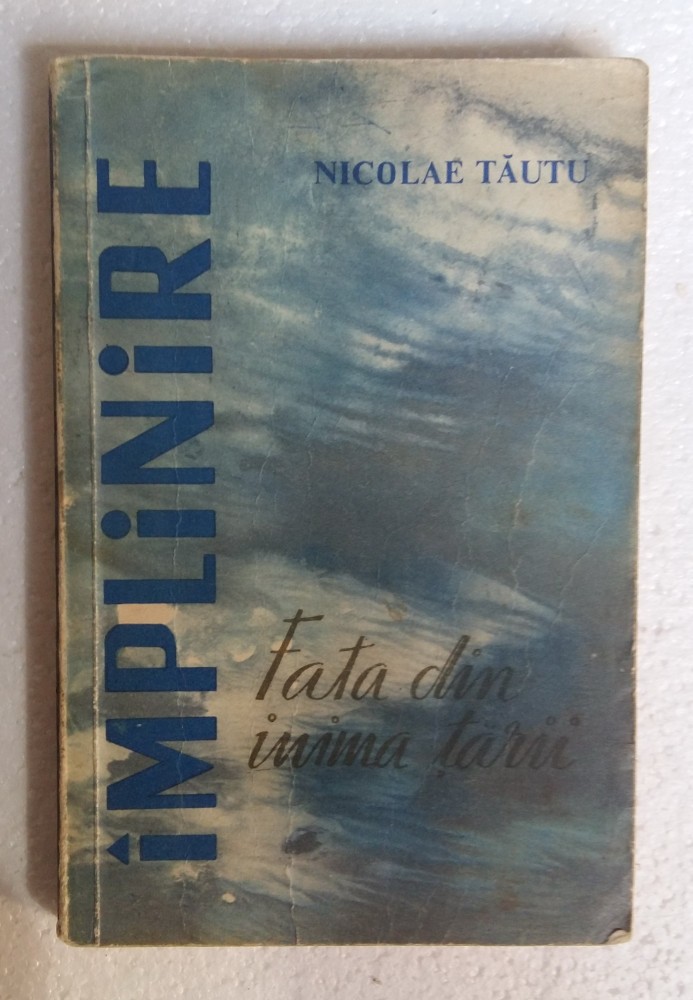 NICOLAE TĂUTU
ÎMPLiNiRE
Fata din
inima țării